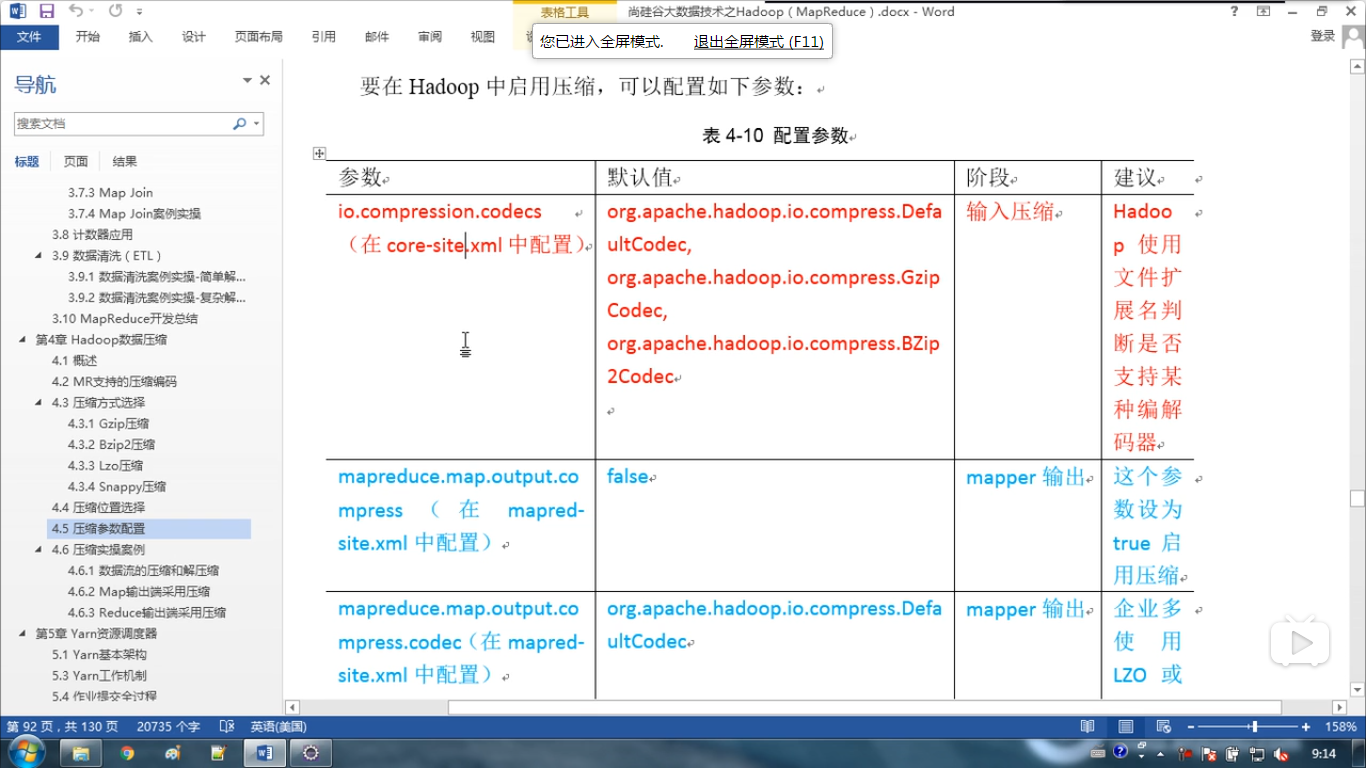 表格工具
尚硅谷大数据技术之Hadoop（MapReduce）.docx - Word
文件 开始 插入 设计 页面布局 引用 邮件 审阅 视图
登录
您已进入全屏模式. 退出全屏模式 (F11)
导航
搜索文档
标题 页面 结果
3.7.3 Map Join
3.7.4 Map Join案例实操
3.8 计数器应用
3.9 数据清洗（ETL）
3.9.1 数据清洗案例实操-简单解...
3.9.2 数据清洗案例实操-复杂解...
3.10 MapReduce开发总结
第4章 Hadoop数据压缩
4.1 概述
4.2 MR支持的压缩编码
4.3 压缩方式选择
4.3.1 Gzip压缩
4.3.2 Bzip2压缩
4.3.3 Lzo压缩
4.3.4 Snappy压缩
4.4 压缩位置选择
4.5 压缩参数配置
4.6 压缩实操案例
4.6.1 数据流的压缩和解压缩
4.6.2 Map输出端采用压缩
4.6.3 Reduce输出端采用压缩
第5章 Yarn资源调度器
5.1 Yarn基本架构
5.3 Yarn工作机制
5.4 作业提交全过程
要在 Hadoop 中启用压缩，可以配置如下参数：
表 4-10 配置参数
参数 默认值 阶段 建议
io.compression.codecs
（在 core-site.xml 中配置）
org.apache.hadoop.io.compress.Defa
ultCodec,
org.apache.hadoop.io.compress.Gzip
Codec,
org.apache.hadoop.io.compress.BZip
2Codec
输入压缩
Hadoo
p 使用
文件扩
展名判
断是否
支持某
种编解
码器
mapreduce.map.output.co
mpress （ 在 mapred-
site.xml 中配置）
false
mapper 输出
这个参
数设为
true 启
用压缩
mapreduce.map.output.co
mpress.codec（在 mapred-
site.xml 中配置）
org.apache.hadoop.io.compress.Defa
ultCodec
mapper 输出
企业多
使 用
LZO 或
第 92 页，共 130 页 20735 个字 英语(美国)
158%
9:14